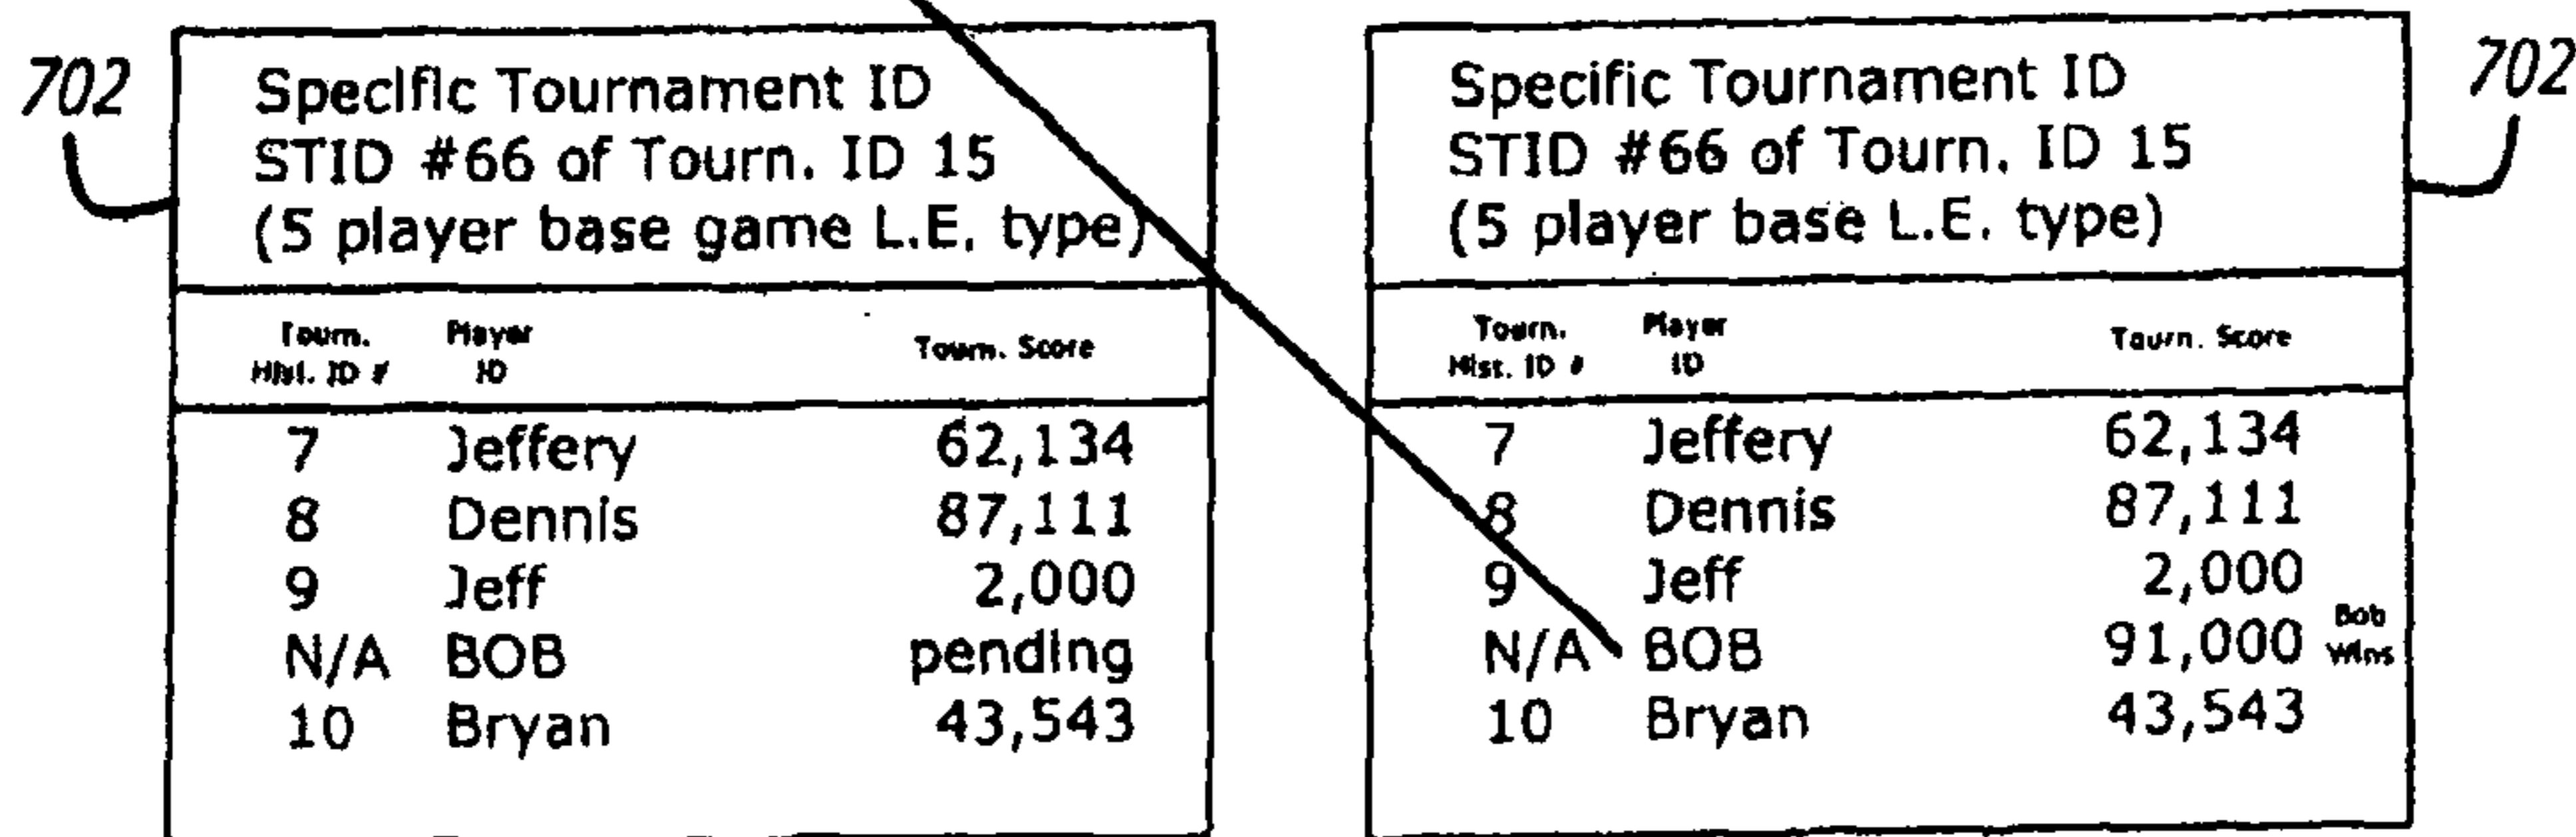 702
Specific Tournament ID
STID #66 of Tourn. ID 15
(5 player base game L.E. type)
Tourn. Player
Hist. ID # ID Tourn. Score
7 Jeffery 62,134
8 Dennis 87,111
9 Jeff 2,000
N/A BOB pending
10 Bryan 43,543
Specific Tournament ID
STID #66 of Tourn. ID 15
(5 player base L.E. type)
702
Tourn. Player
Hist. ID # ID Tourn. Score
7 Jeffery 62,134
8 Dennis 87,111
9 Jeff 2,000
N/A BOB 91,000 Bob Wins
10 Bryan 43,543